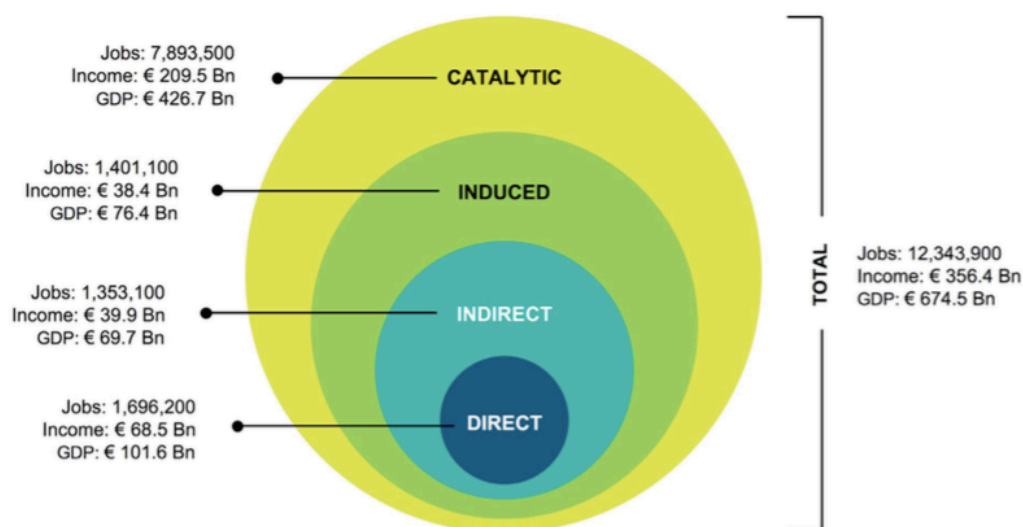 Jobs: 7,893,500
Income: € 209.5 Bn
GDP: € 426.7 Bn
CATALYTIC
Jobs: 1,401,100
Income: € 38.4 Bn
GDP: € 76.4 Bn
INDUCED
Jobs: 1,353,100
Income: € 39.9 Bn
GDP: € 69.7 Bn
INDIRECT
Jobs: 1,696,200
Income: € 68.5 Bn
GDP: € 101.6 Bn
DIRECT
TOTAL
Jobs: 12,343,900
Income: € 356.4 Bn
GDP: € 674.5 Bn